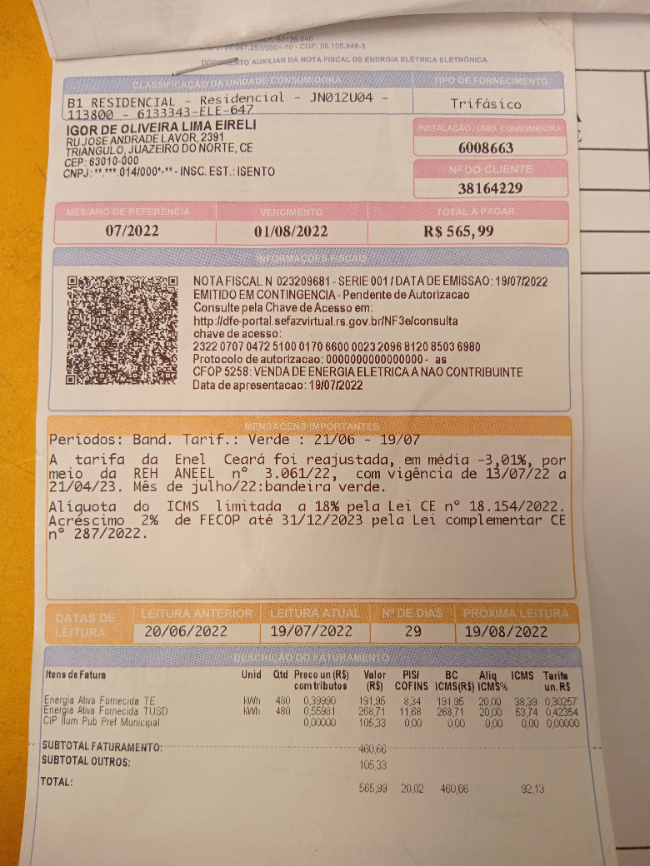 DOCUMENTO AUXILIAR DA NOTA FISCAL DE ENERGIA ELÉTRICA ELETRÔNICA
CLASSIFICAÇÃO DA UNIDADE CONSUMIDORA
TIPO DE FORNECIMENTO
B1 RESIDENCIAL - Residencial - JN012U04 -
113800 - 6133343-ELE-647
Trifásico
IGOR DE OLIVEIRA LIMA EIRELI
RU JOSE ANDRADE LAVOR, 2391
TRIANGULO, JUAZEIRO DO NORTE, CE
CEP: 63010-000
CNPJ: **.***.014/000*-** - INSC. EST.: ISENTO
INSTALAÇÃO / UNID. CONSUMIDORA
6008663
Nº DO CLIENTE
38164229
MES/ANO DE REFERÊNCIA VENCIMENTO TOTAL A PAGAR
07/2022 01/08/2022 R$ 565,99
INFORMAÇÕES FISCAIS
NOTA FISCAL N 023209681 - SERIE 001 / DATA DE EMISSAO: 19/07/2022
EMITIDO EM CONTINGENCIA - Pendente de Autorizacao
Consulte pela Chave de Acesso em:
http://dfe-portal.sefazvirtual.rs.gov.br/NF3e/consulta
chave de acesso:
2322 0707 0472 5100 0170 6600 0023 2096 8120 8503 6980
Protocolo de autorizacao: 0000000000000000 - as
CFOP 5258: VENDA DE ENERGIA ELETRICA A NAO CONTRIBUINTE
Data de apresentacao: 19/07/2022
MENSAGENS IMPORTANTES
Periodos: Band. Tarif.: Verde : 21/06 - 19/07
A tarifa da Enel Ceará foi reajustada, em média -3,01%, por
meio da REH ANEEL nº 3.061/22, com vigência de 13/07/22 a
21/04/23. Mês de julho/22:bandeira verde.
Alíquota do ICMS limitada a 18% pela Lei CE nº 18.154/2022.
Acréscimo 2% de FECOP até 31/12/2023 pela Lei complementar CE
nº 287/2022.
DATAS DE LEITURA LEITURA ANTERIOR LEITURA ATUAL Nº DE DIAS PRÓXIMA LEITURA
20/06/2022 19/07/2022 29 19/08/2022
DESCRIÇÃO DO FATURAMENTO
Itens de Fatura Unid Qtd Preco un (R$) com tributos Valor (R$) PIS/ COFINS BC ICMS(R$) Aliq ICMS% ICMS Tarifa un. R$
Energia Ativa Fornecida TE kWh 480 0,39990 191,95 8,34 191,95 20,00 38,39 0,30257
Energia Ativa Fornecida TUSD kWh 480 0,55981 268,71 11,68 268,71 20,00 53,74 0,42354
CIP Ilum Pub Pref Municipal 0,00000 105,33 0,00 0,00 0,00 0,00 0,00000
SUBTOTAL FATURAMENTO: 460,66
SUBTOTAL OUTROS: 105,33
TOTAL: 565,99 20,02 460,66 92,13